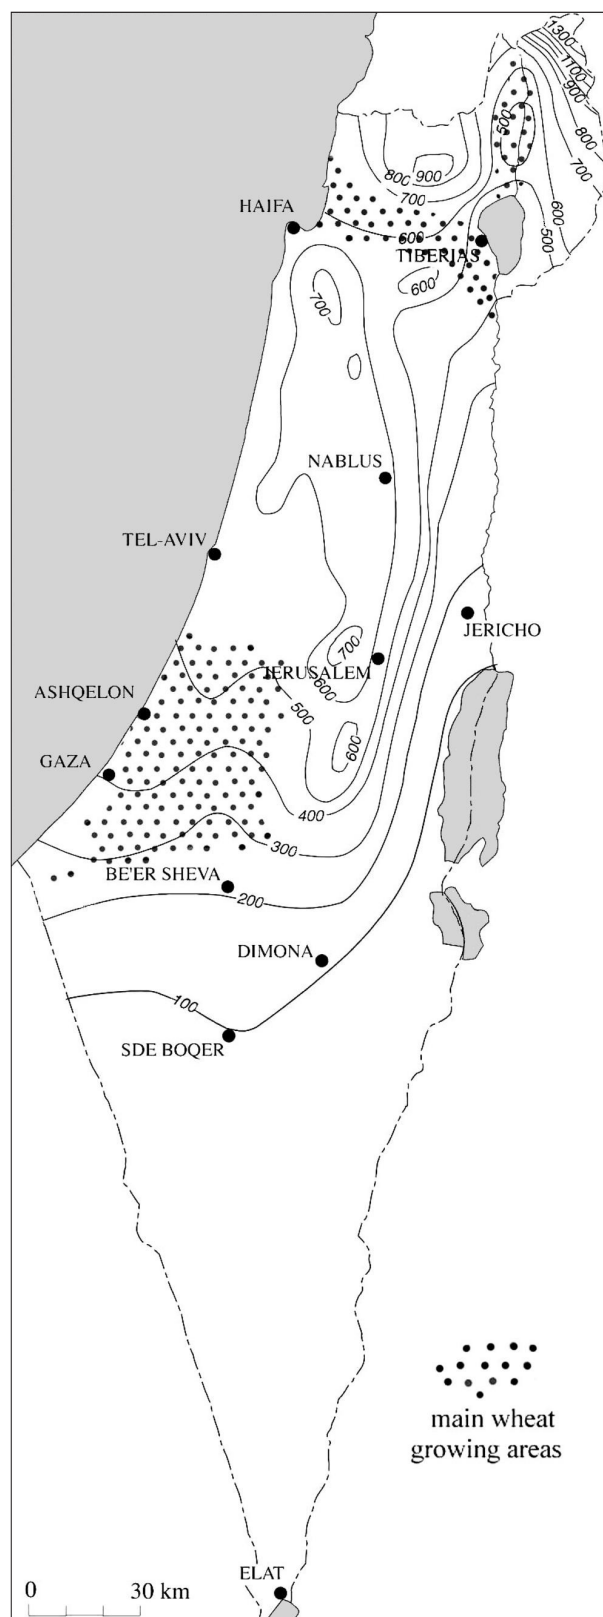 1300
1100
900
800
700
500
800
900
700
600
500
HAIFA
600
TIBERIAS
600
700
NABLUS
TEL-AVIV
JERICHO
700
JERUSALEM
600
ASHQELON
500
600
GAZA
400
300
BE'ER SHEVA
200
DIMONA
100
SDE BOQER
main wheat
growing areas
ELAT
0 30 km